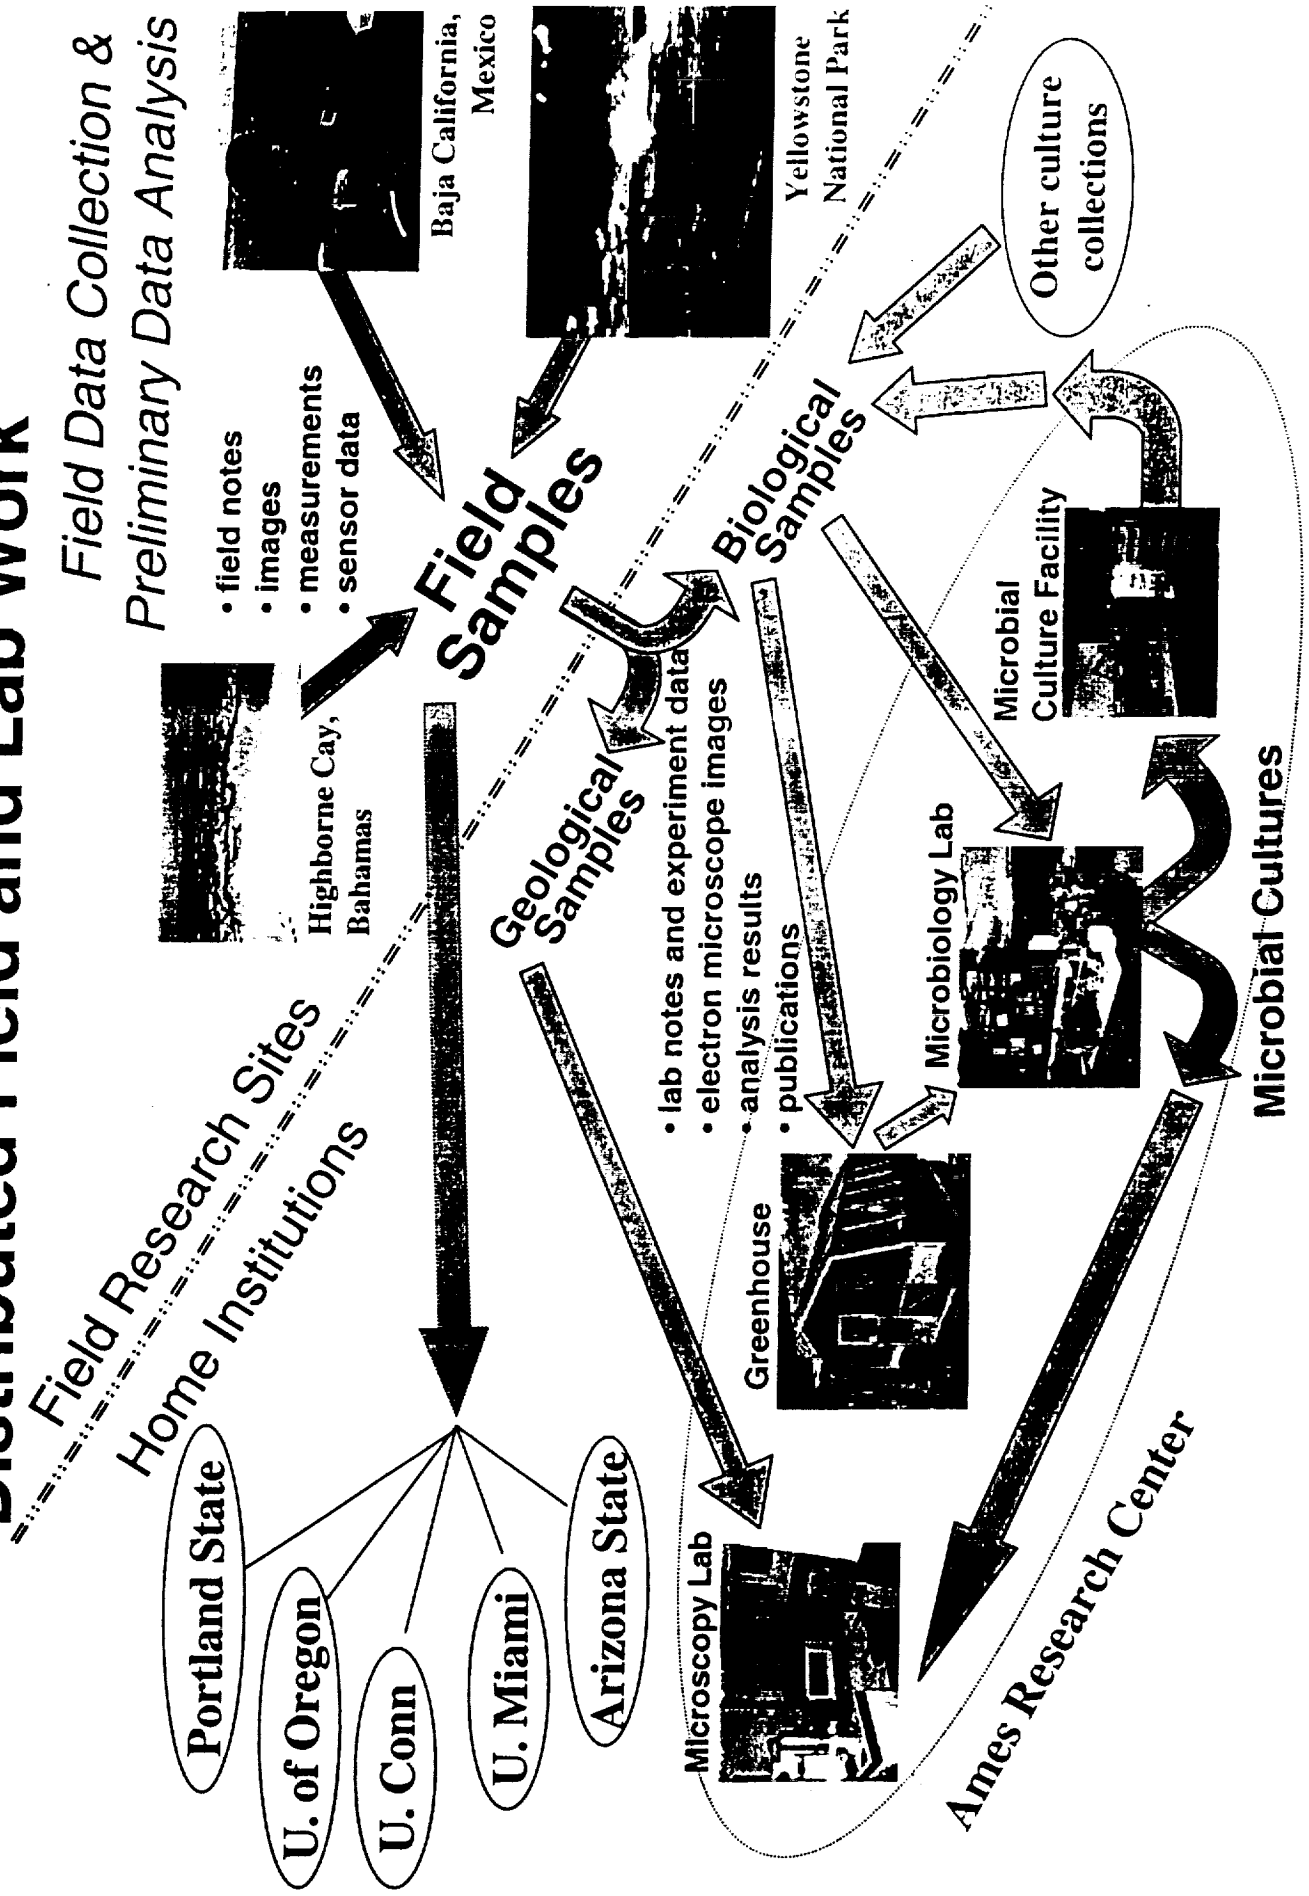 Distributed Field and Lab Work
Field Data Collection &
Preliminary Data Analysis
Field Research Sites
Home Institutions
• field notes
• images
• measurements
• sensor data
Highborne Cay,
Bahamas
Baja California,
Mexico
Yellowstone
National Park
Field
Samples
Portland State
U. of Oregon
U. Conn
U. Miami
Arizona State
Geological
Samples
Biological
Samples
• lab notes and experiment data
• electron microscope images
• analysis results
• publications
Other culture
collections
Microscopy Lab
Greenhouse
Microbiology Lab
Microbial
Culture Facility
Ames Research Center
Microbial Cultures